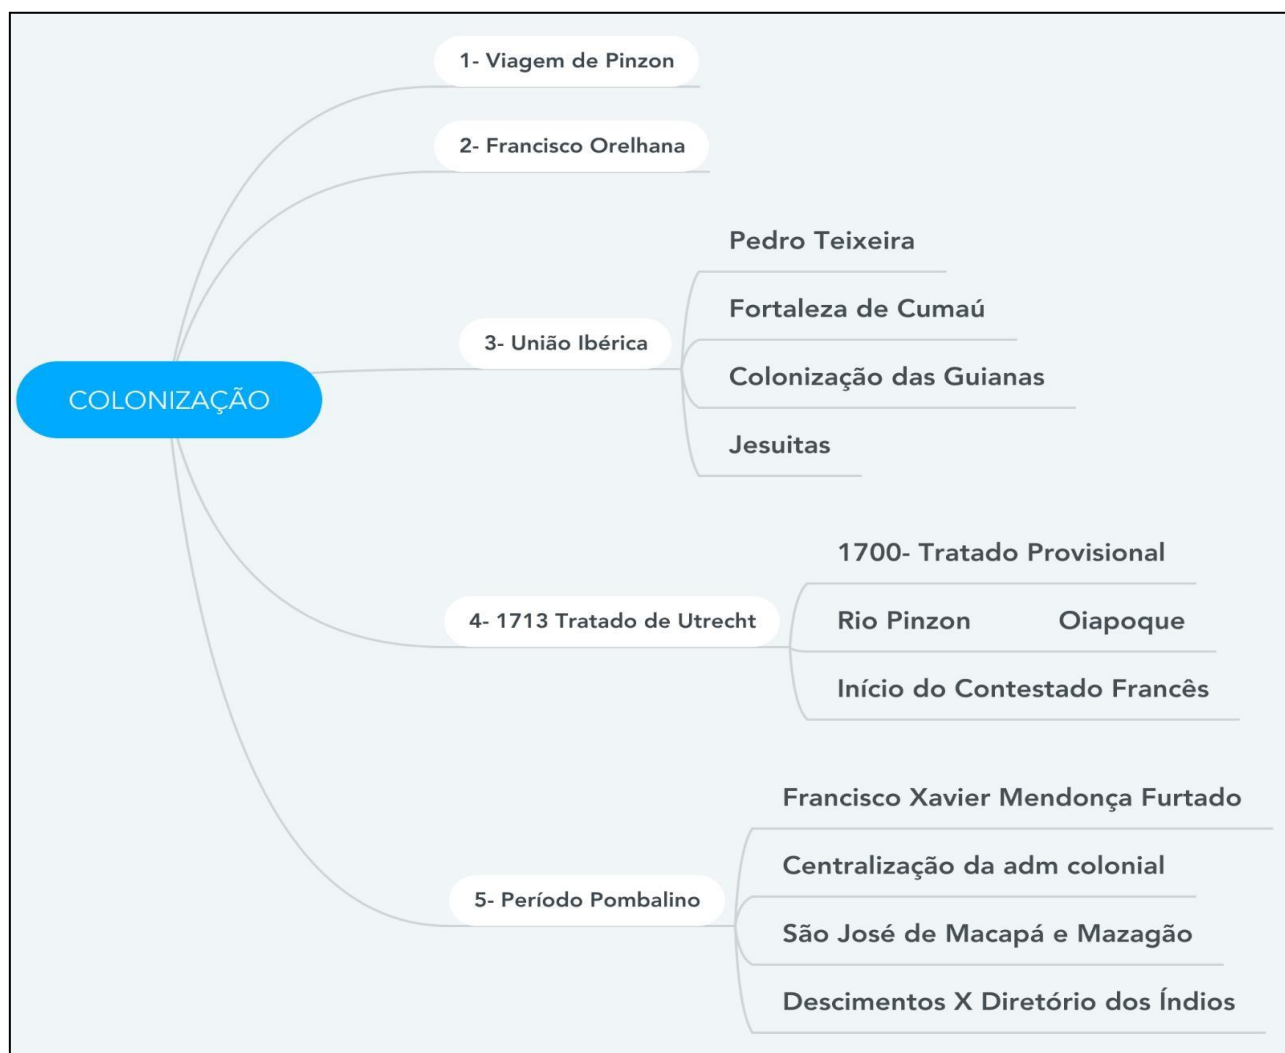 COLONIZAÇÃO
1- Viagem de Pinzon
2- Francisco Orelhana
3- União Ibérica
Pedro Teixeira
Fortaleza de Cumaú
Colonização das Guianas
Jesuitas
4- 1713 Tratado de Utrecht
1700- Tratado Provisional
Rio Pinzon Oiapoque
Início do Contestado Francês
5- Período Pombalino
Francisco Xavier Mendonça Furtado
Centralização da adm colonial
São José de Macapá e Mazagão
Descimentos X Diretório dos Índios